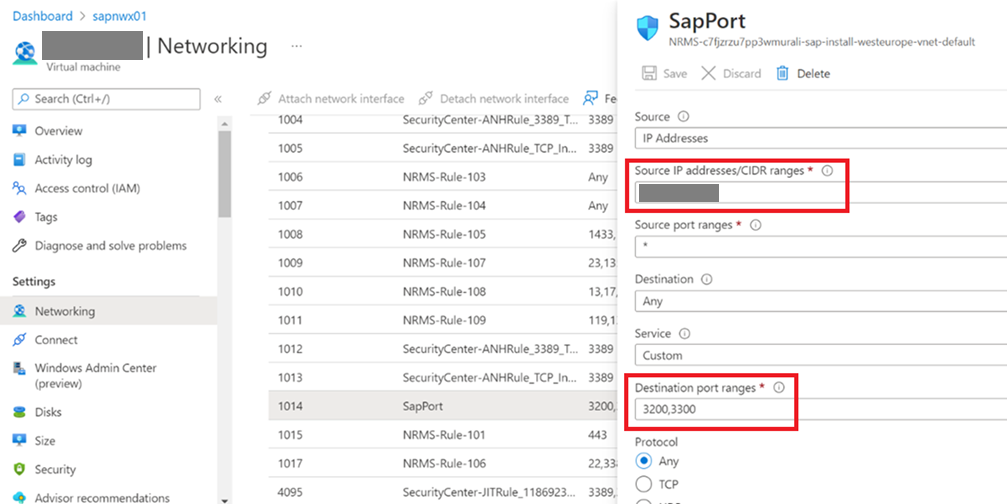 Dashboard > sapnwx01
| Networking ...
Virtual machine
Search (Ctrl+/) «
Overview
Activity log
Access control (IAM)
Tags
Diagnose and solve problems
Settings
Networking
Connect
Windows Admin Center
(preview)
Disks
Size
Security
Advisor recommendations
Attach network interface Detach network interface
1004 SecurityCenter-ANHRule_3389_T... 3389
1005 SecurityCenter-ANHRule_TCP_In... 3389
1006 NRMS-Rule-103 Any
1007 NRMS-Rule-104 Any
1008 NRMS-Rule-105 1433,
1009 NRMS-Rule-107 23,13
1010 NRMS-Rule-108 13,17,
1011 NRMS-Rule-109 119,1
1012 SecurityCenter-ANHRule_3389_T... 3389
1013 SecurityCenter-ANHRule_TCP_In... 3389
1014 SapPort 3200,
1015 NRMS-Rule-101 443
1017 NRMS-Rule-106 22,33
4095 SecurityCenter-JITRule_1186923... 3389
SapPort
NRMS-c7fjzrzu7pp3wmurali-sap-install-westeurope-vnet-default
Save Discard Delete
Source
IP Addresses
Source IP addresses/CIDR ranges *
Source port ranges *
*
Destination
Any
Service
Custom
Destination port ranges *
3200,3300
Protocol
Any
TCP